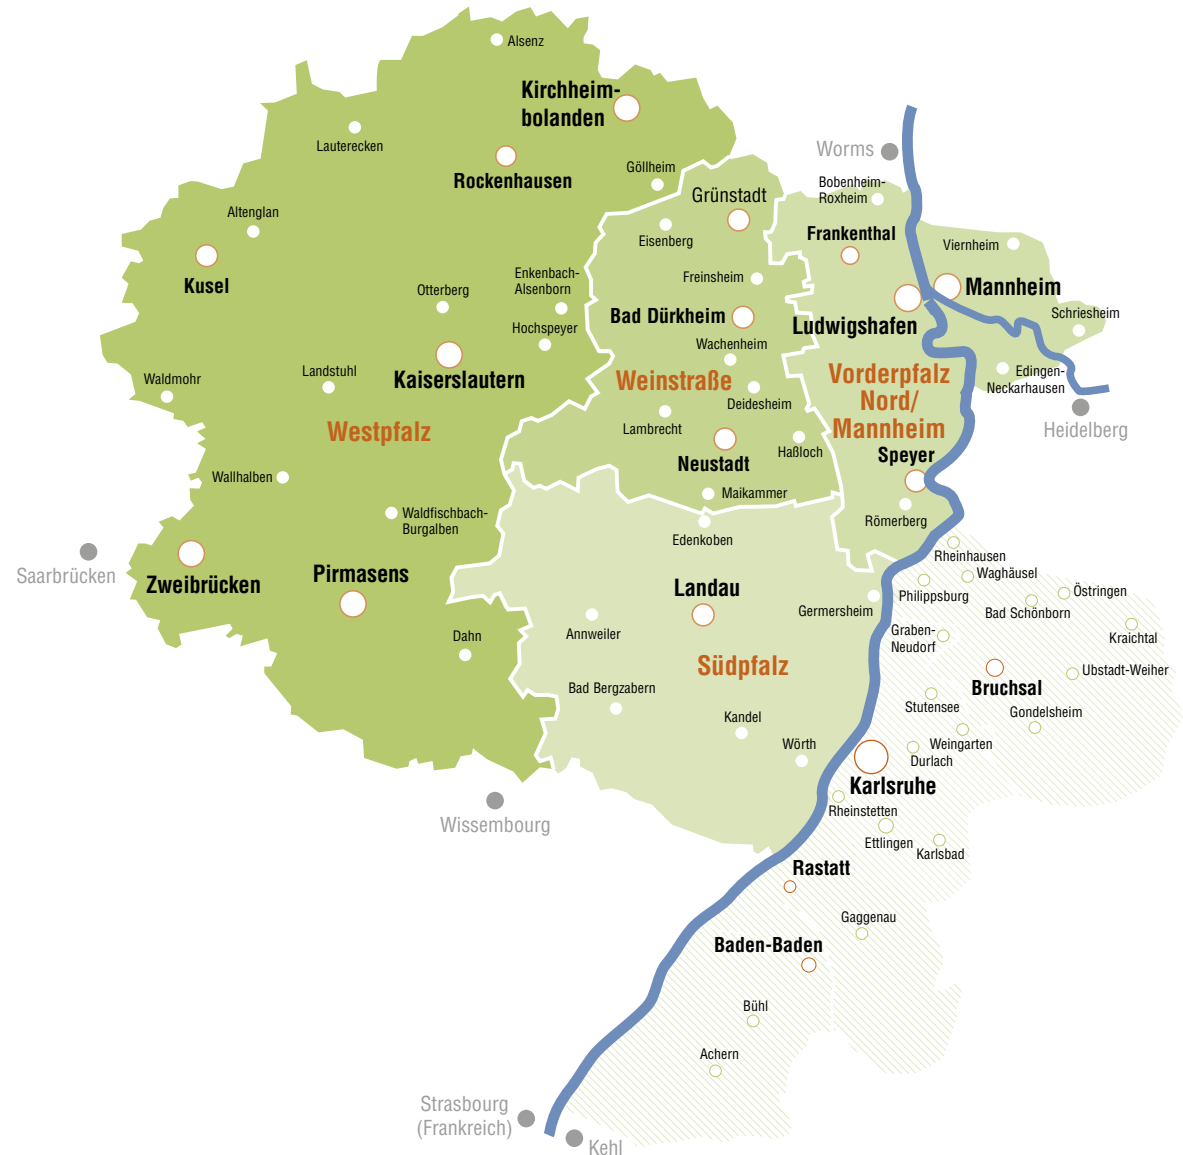 Alsenz
Kirchheim-
bolanden
Lauterecken
Rockenhausen
Göllheim
Worms
Bobenheim-
Roxheim
Grünstadt
Altenglan
Eisenberg
Frankenthal
Viernheim
Kusel
Enkenbach-
Alsenborn
Freinsheim
Otterberg
Mannheim
Bad Dürkheim
Hochspeyer
Ludwigshafen
Schriesheim
Wachenheim
Waldmohr
Landstuhl
Kaiserslautern
Weinstraße
Vorderpfalz
Nord/
Mannheim
Edingen-
Neckarhausen
Deidesheim
Westpfalz
Lambrecht
Heidelberg
Haßloch
Speyer
Neustadt
Wallhalben
Maikammer
Waldfischbach-
Burgalben
Römerberg
Edenkoben
Rheinhausen
Saarbrücken
Zweibrücken
Pirmasens
Waghäusel
Landau
Philippsburg
Östringen
Germersheim
Bad Schönborn
Annweiler
Dahn
Graben-
Neudorf
Kraichtal
Südpfalz
Ubstadt-Weiher
Bad Bergzabern
Bruchsal
Stutensee
Gondelsheim
Kandel
Wörth
Weingarten
Durlach
Karlsruhe
Wissembourg
Rheinstetten
Ettlingen
Karlsbad
Rastatt
Gaggenau
Baden-Baden
Bühl
Achern
Strasbourg
(Frankreich)
Kehl